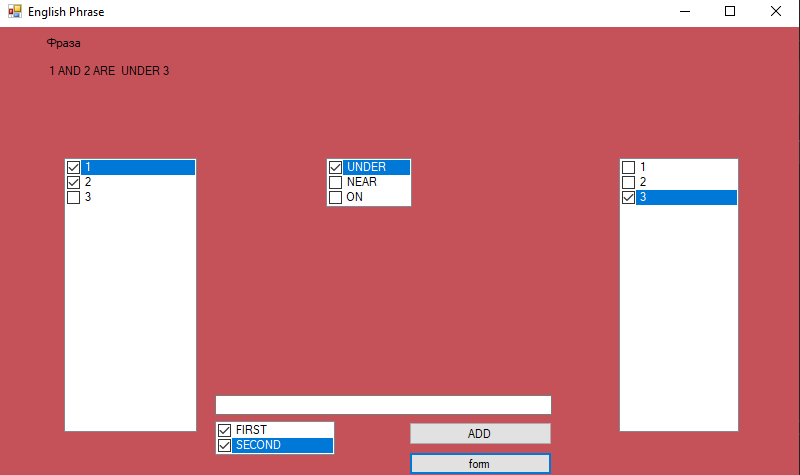 English Phrase
Фраза
1 AND 2 ARE  UNDER 3
1
2
3
UNDER
NEAR
ON
1
2
3
FIRST
SECOND
ADD
form